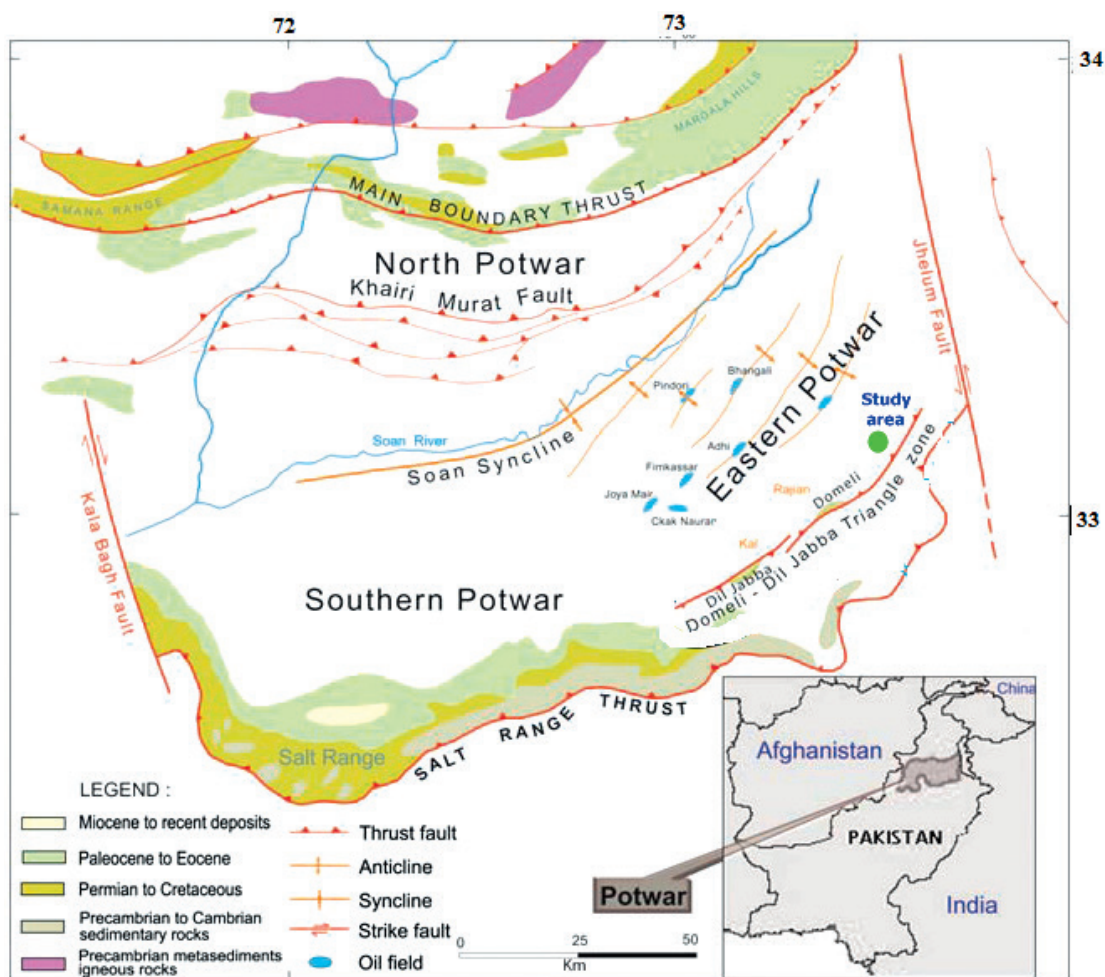 72
73
34
MARGALA HILLS
SAMANA RANGE
MAIN BOUNDARY THRUST
North Potwar
Khairi Murat Fault
Jhelum Fault
Eastern Potwar
Bhangali
Pindori
Study
area
Soan River
Soan Syncline
Adhi
Fimkassar
Joya Mair
Ckak Nauran
Rajian
Domeli
33
Kal
Dil Jabba
Domeli - Dil Jabba Triangle zone
Kala Bagh Fault
Southern Potwar
SALT RANGE THRUST
Salt Range
China
Afghanistan
PAKISTAN
India
Potwar
LEGEND :
Miocene to recent deposits
Paleocene to Eocene
Permian to Cretaceous
Precambrian to Cambrian
sedimentary rocks
Precambrian metasediments
igneous rocks
Thrust fault
Anticline
Syncline
Strike fault
Oil field
0 25 50
Km